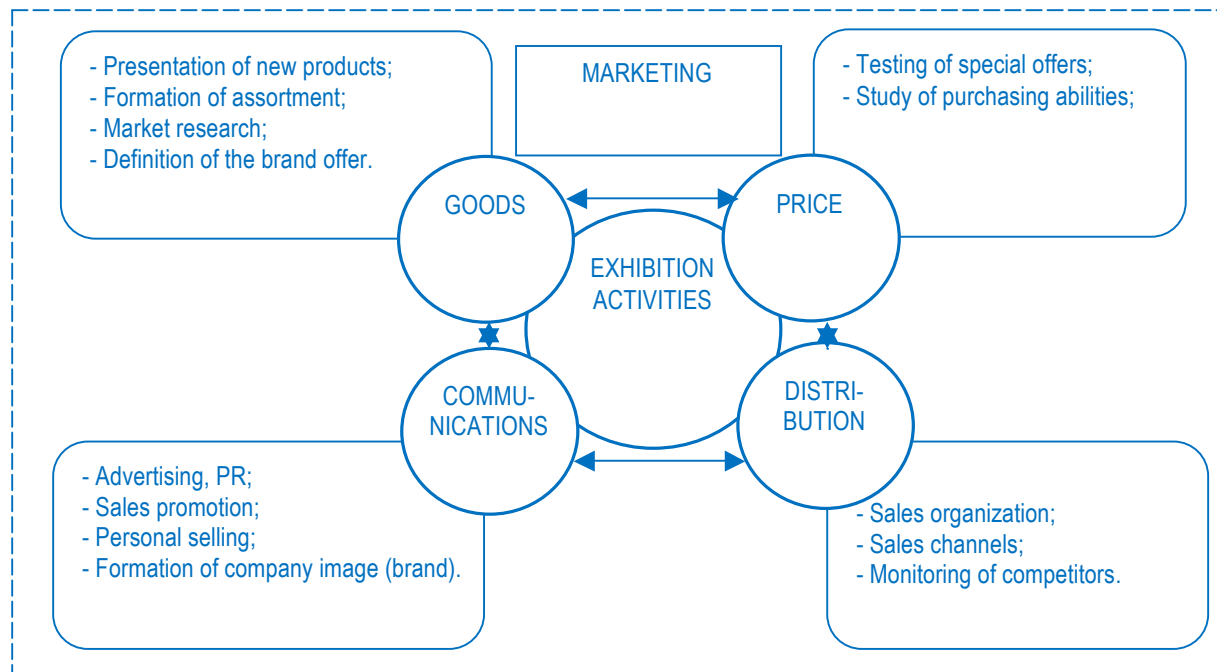 - Presentation of new products;
- Formation of assortment;
- Market research;
- Definition of the brand offer.
MARKETING
- Testing of special offers;
- Study of purchasing abilities;
GOODS
PRICE
EXHIBITION
ACTIVITIES
COMMU-
NICATIONS
DISTRI-
BUTION
- Advertising, PR;
- Sales promotion;
- Personal selling;
- Formation of company image (brand).
- Sales organization;
- Sales channels;
- Monitoring of competitors.